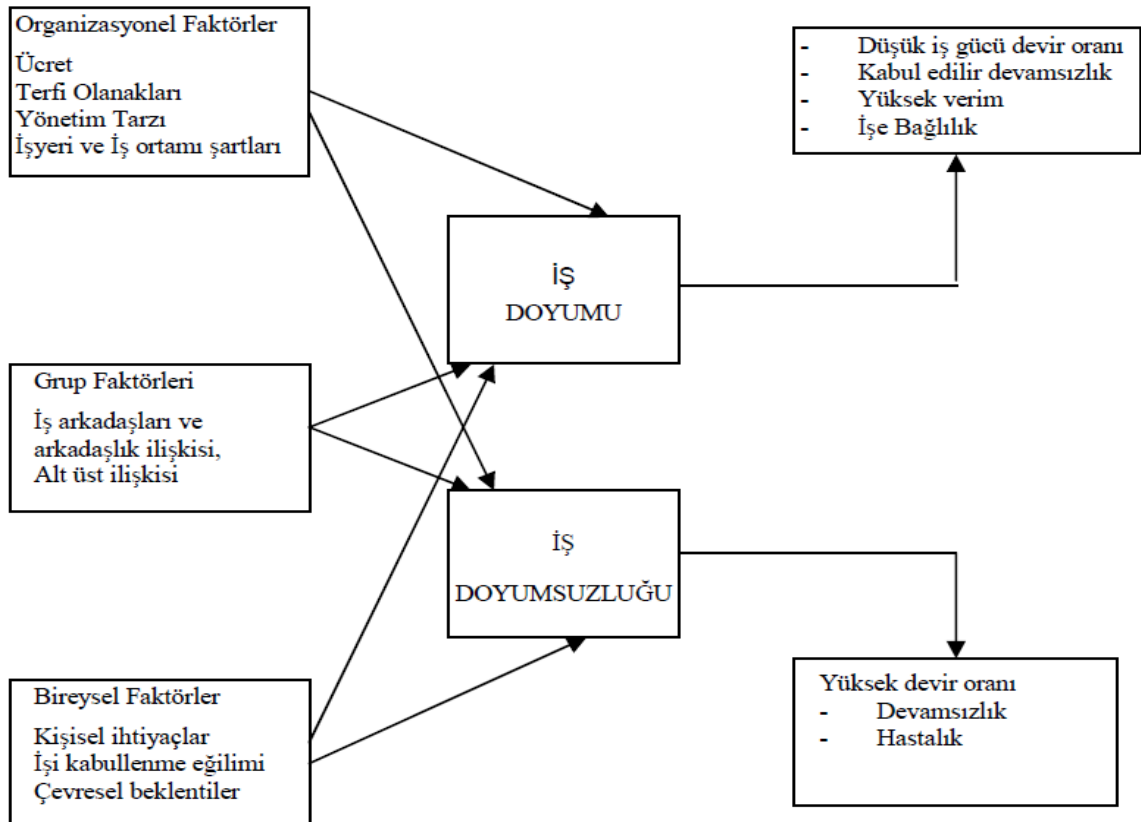 Organizasyonel Faktörler
Ücret
Terfi Olanakları
Yönetim Tarzı
İşyeri ve İş ortamı şartları
- Düşük iş gücü devir oranı
- Kabul edilir devamsızlık
- Yüksek verim
- İşe Bağlılık
İŞ
DOYUMU
Grup Faktörleri
İş arkadaşları ve
arkadaşlık ilişkisi,
Alt üst ilişkisi
İŞ
DOYUMSUZLUĞU
Bireysel Faktörler
Kişisel ihtiyaçlar
İşi kabullenme eğilimi
Çevresel beklentiler
Yüksek devir oranı
- Devamsızlık
- Hastalık